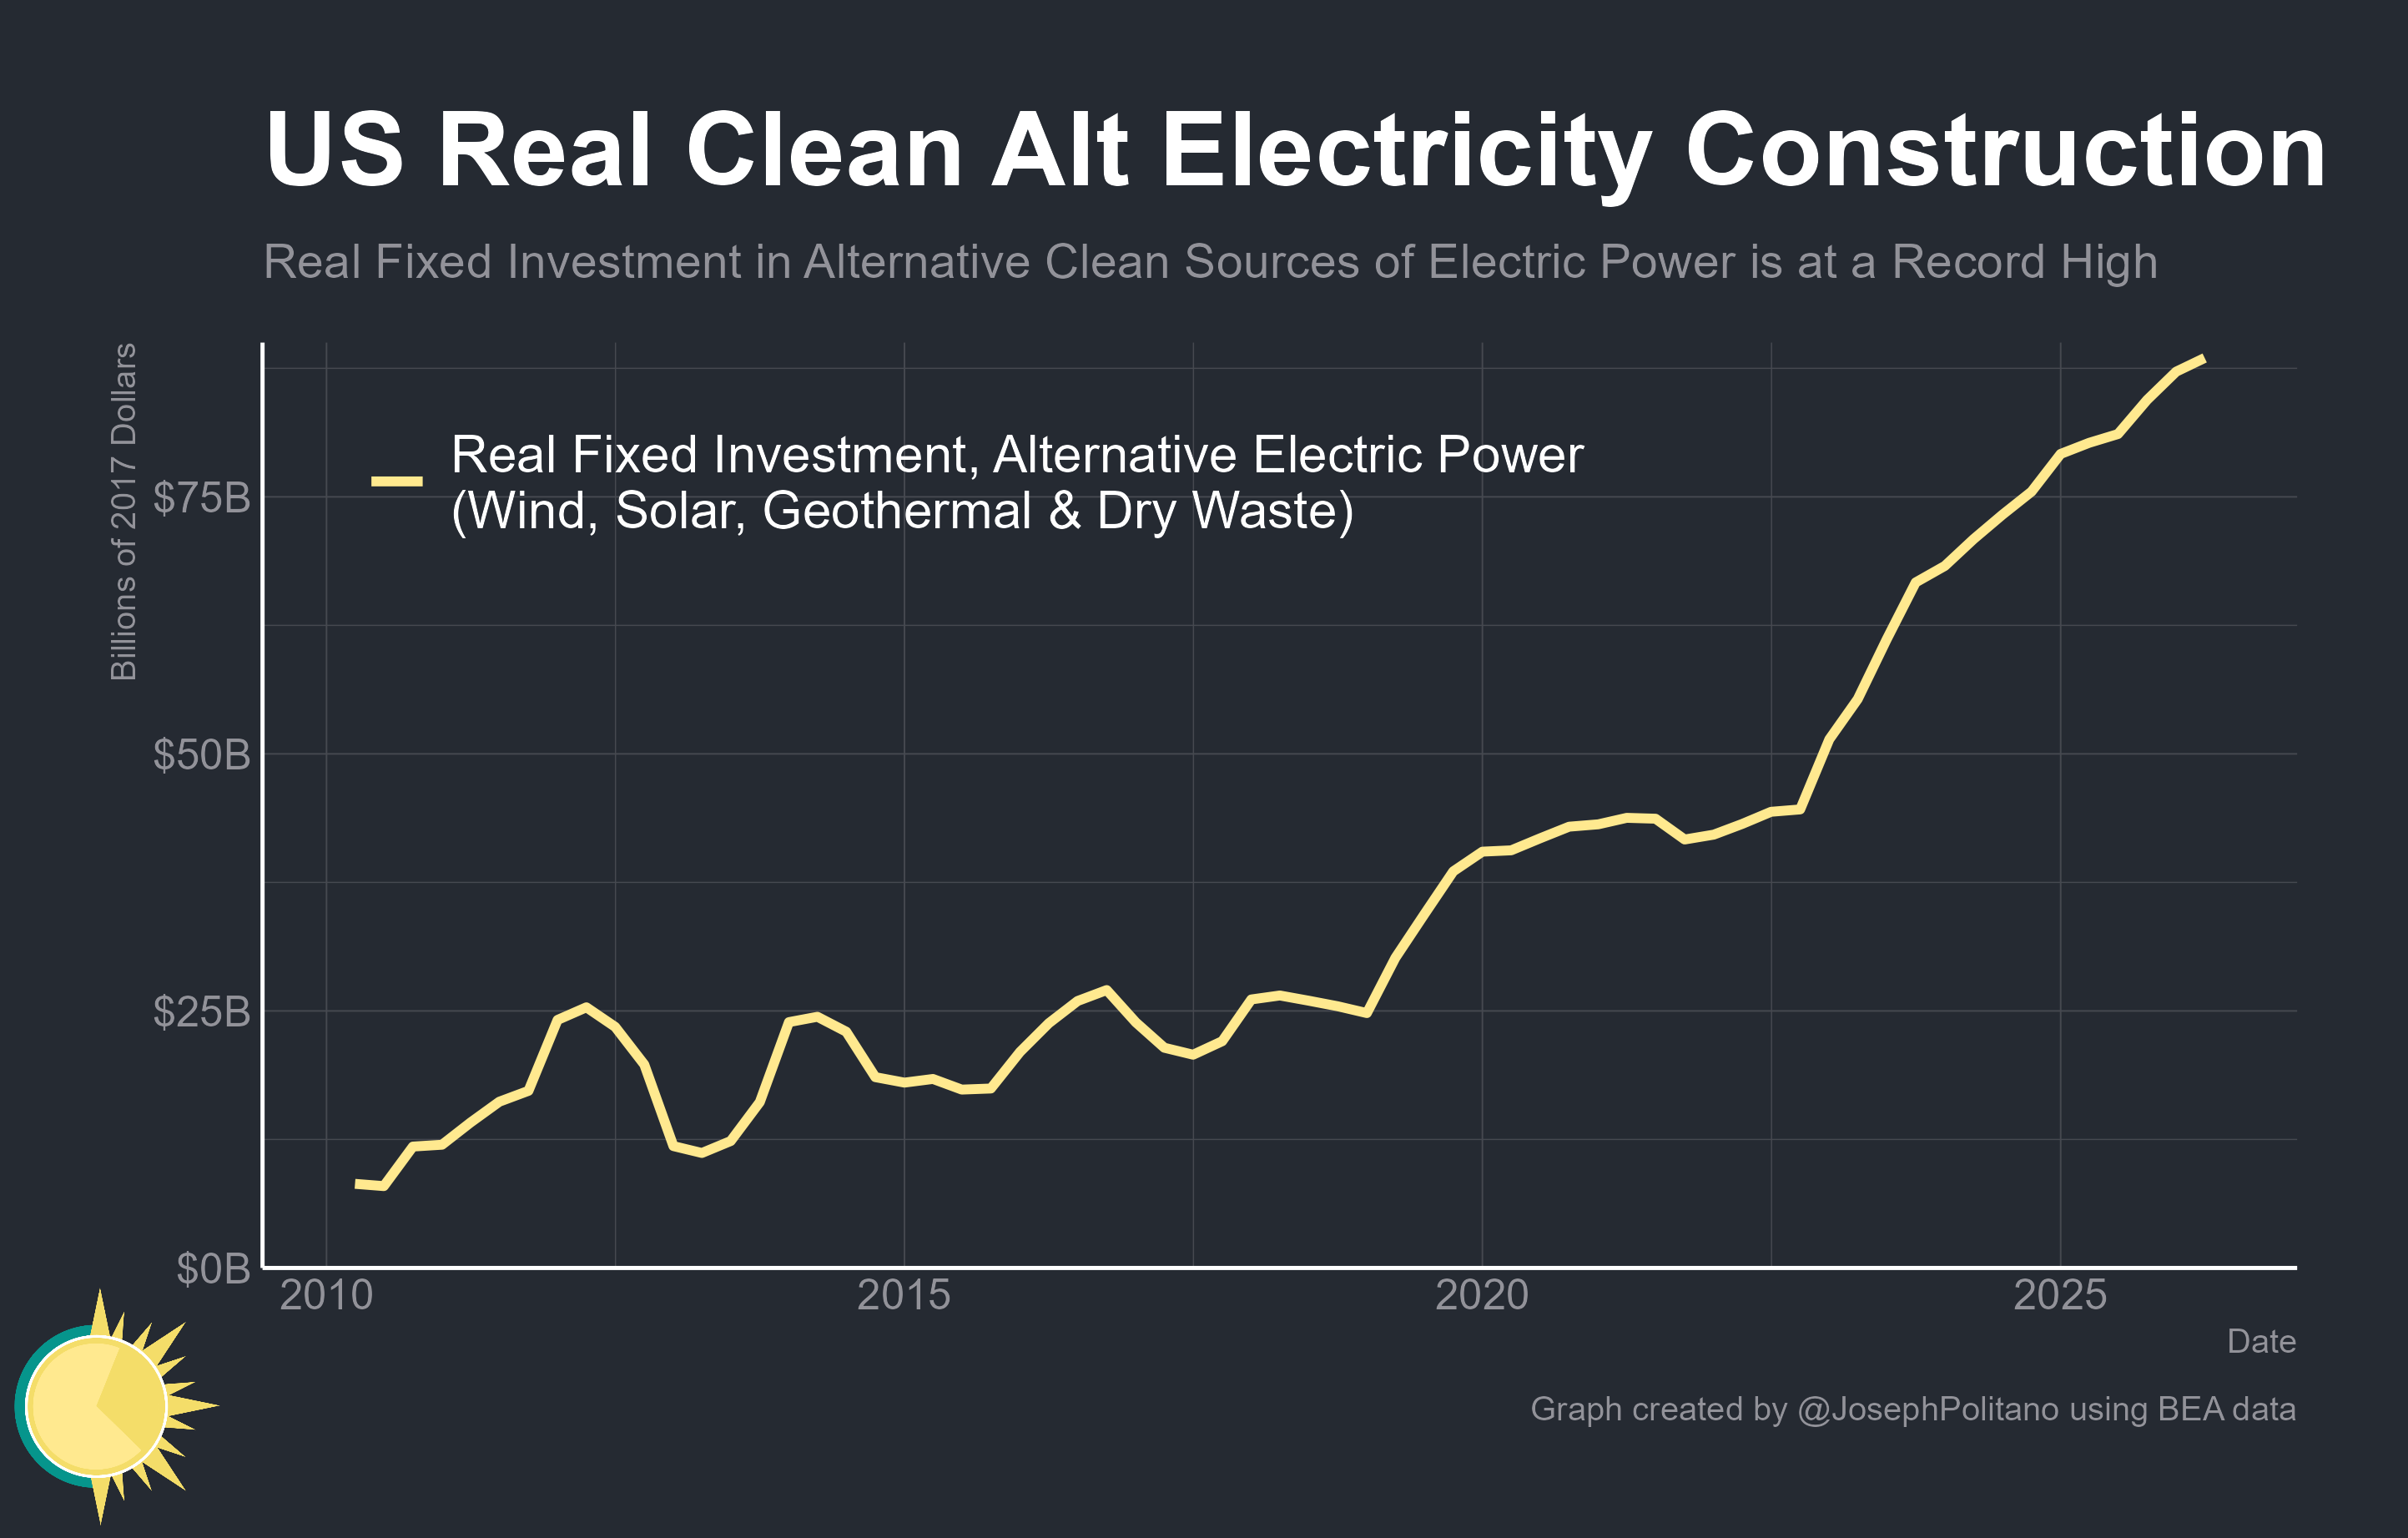 US Real Clean Alt Electricity Construction
Real Fixed Investment in Alternative Clean Sources of Electric Power is at a Record High
Billions of 2017 Dollars
Real Fixed Investment, Alternative Electric Power
(Wind, Solar, Geothermal & Dry Waste)
$75B
$50B
$25B
$0B
2010
2015
2020
2025
Date
Graph created by @JosephPolitano using BEA data